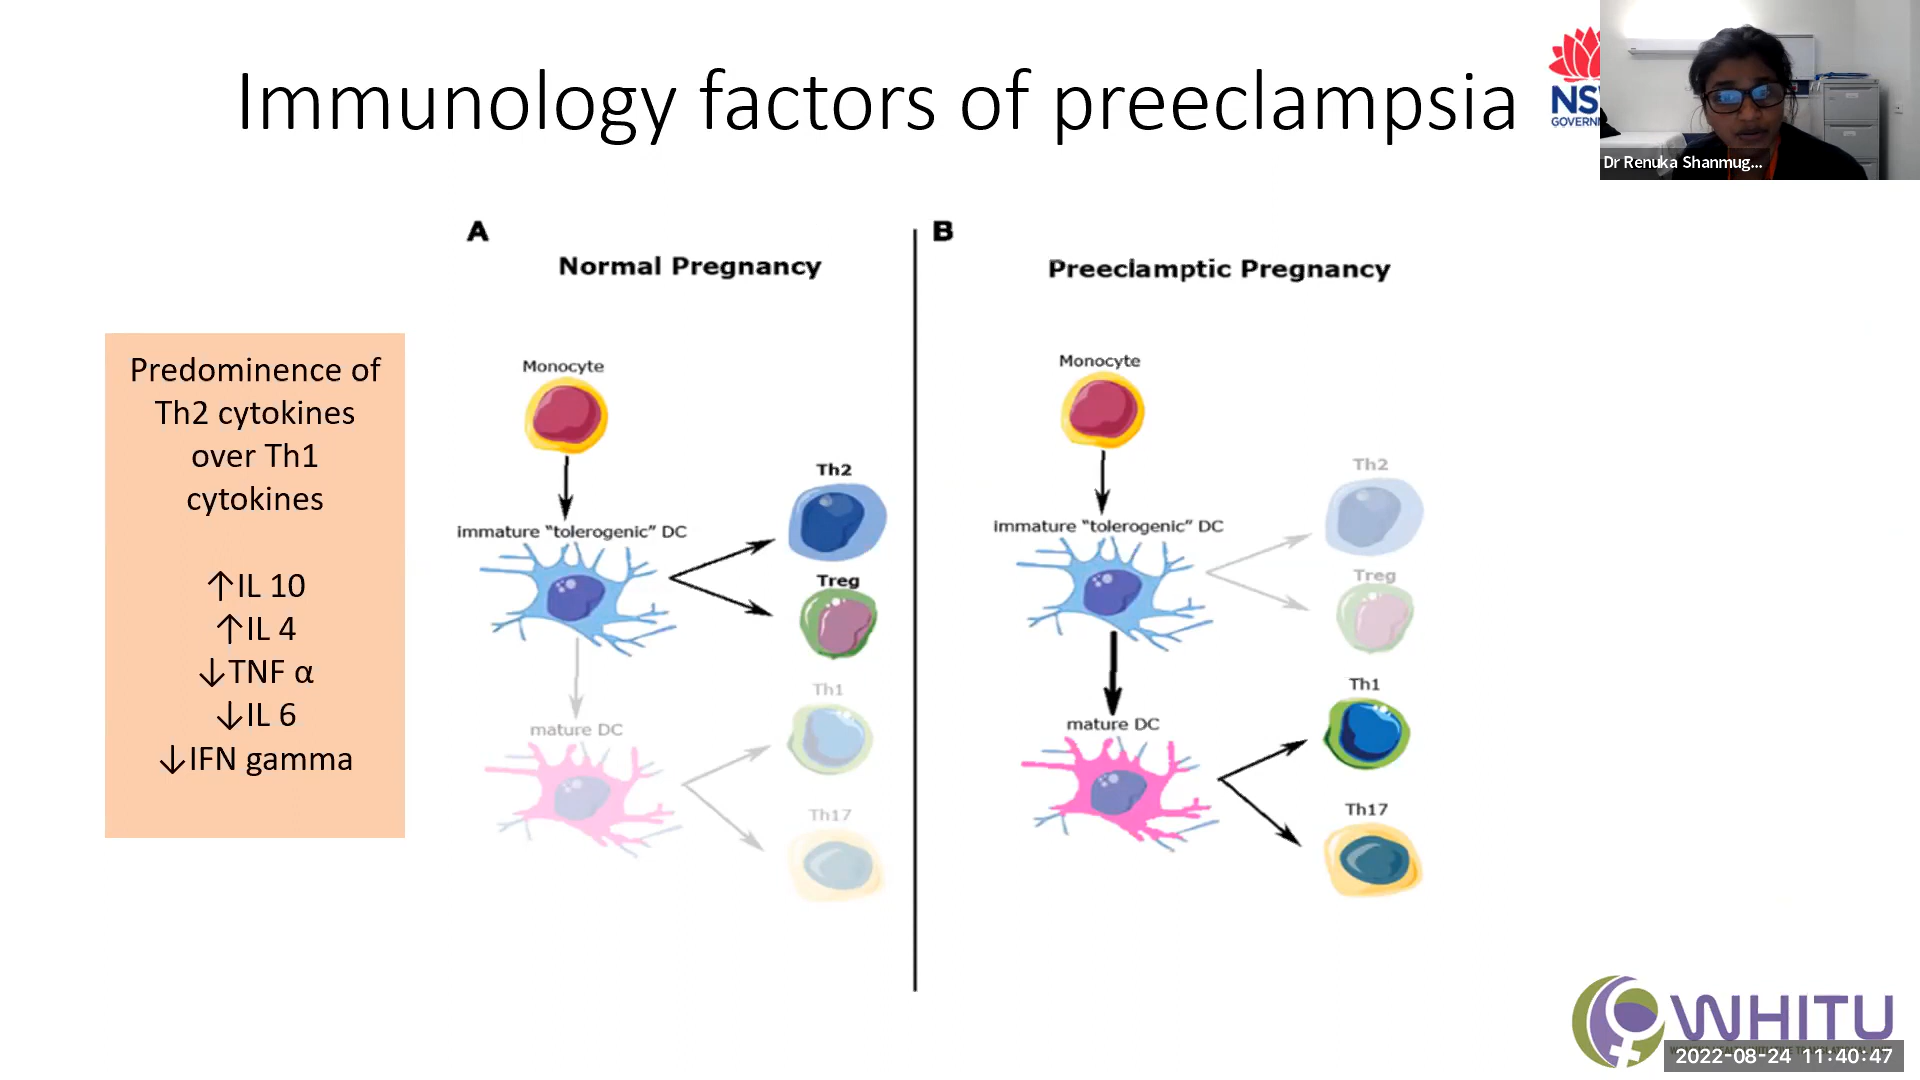 Immunology factors of preeclampsia
NS
GOVERN
Dr Renuka Shanmug...
A
Normal Pregnancy
Monocyte
immature “tolerogenic” DC
Th2
Treg
mature DC
Th1
Th17
B
Preeclamptic Pregnancy
Monocyte
immature “tolerogenic” DC
Th2
Treg
mature DC
Th1
Th17
Predominence of
Th2 cytokines
over Th1
cytokines
↑IL 10
↑IL 4
↓TNF α
↓IL 6
↓IFN gamma
WHITU
2022-08-24 11:40:47